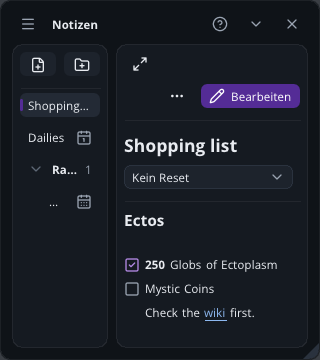 Notizen
Shopping...
Dailies
Ra... 1
...
Bearbeiten
Shopping list
Kein Reset
Ectos
250 Globs of Ectoplasm
Mystic Coins
Check the wiki first.